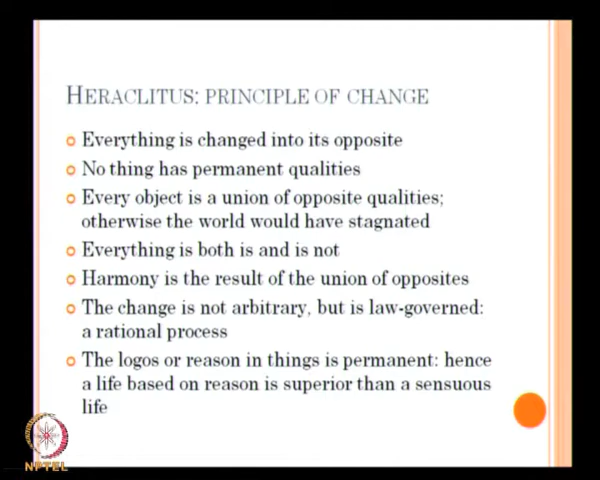 HERACLITUS: PRINCIPLE OF CHANGE
Everything is changed into its opposite
No thing has permanent qualities
Every object is a union of opposite qualities;
otherwise the world would have stagnated
Everything is both is and is not
Harmony is the result of the union of opposites
The change is not arbitrary, but is law-governed:
a rational process
The logos or reason in things is permanent: hence
a life based on reason is superior than a sensuous
life
NPTEL